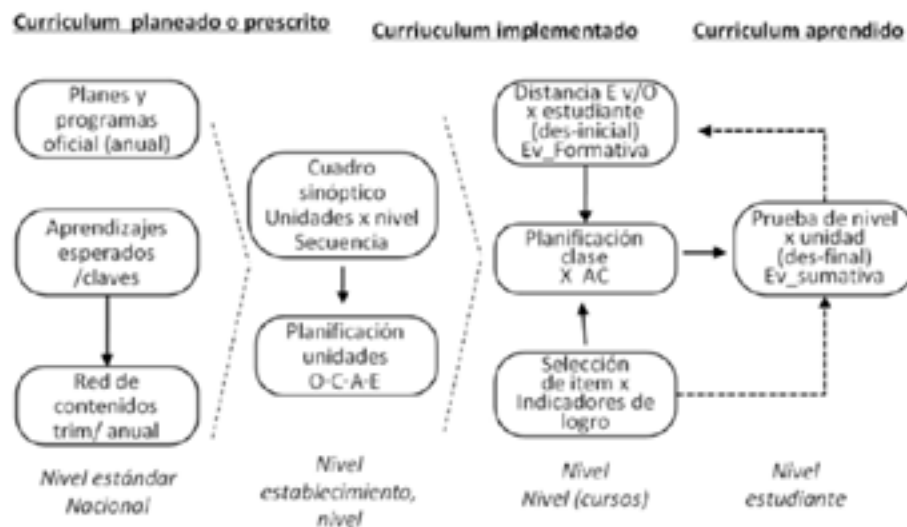 Curriculum planeado o prescrito
Curriuculum implementado
Curriculum aprendido
Planes y
programas
oficial (anual)
Aprendizajes
esperados
/claves
Red de
contenidos
trim/ anual
Nivel estándar
Nacional
Cuadro
sinóptico
Unidades x nivel
Secuencia
Planificación
unidades
O-C-A-E
Nivel
establecimiento,
nivel
Distancia E v/O
x estudiante
(des-inicial)
Ev_Formativa
Planificación
clase
X AC
Selección
de item x
Indicadores de
logro
Nivel
Nivel (cursos)
Prueba de nivel
x unidad
(des-final)
Ev_sumativa
Nivel
estudiante